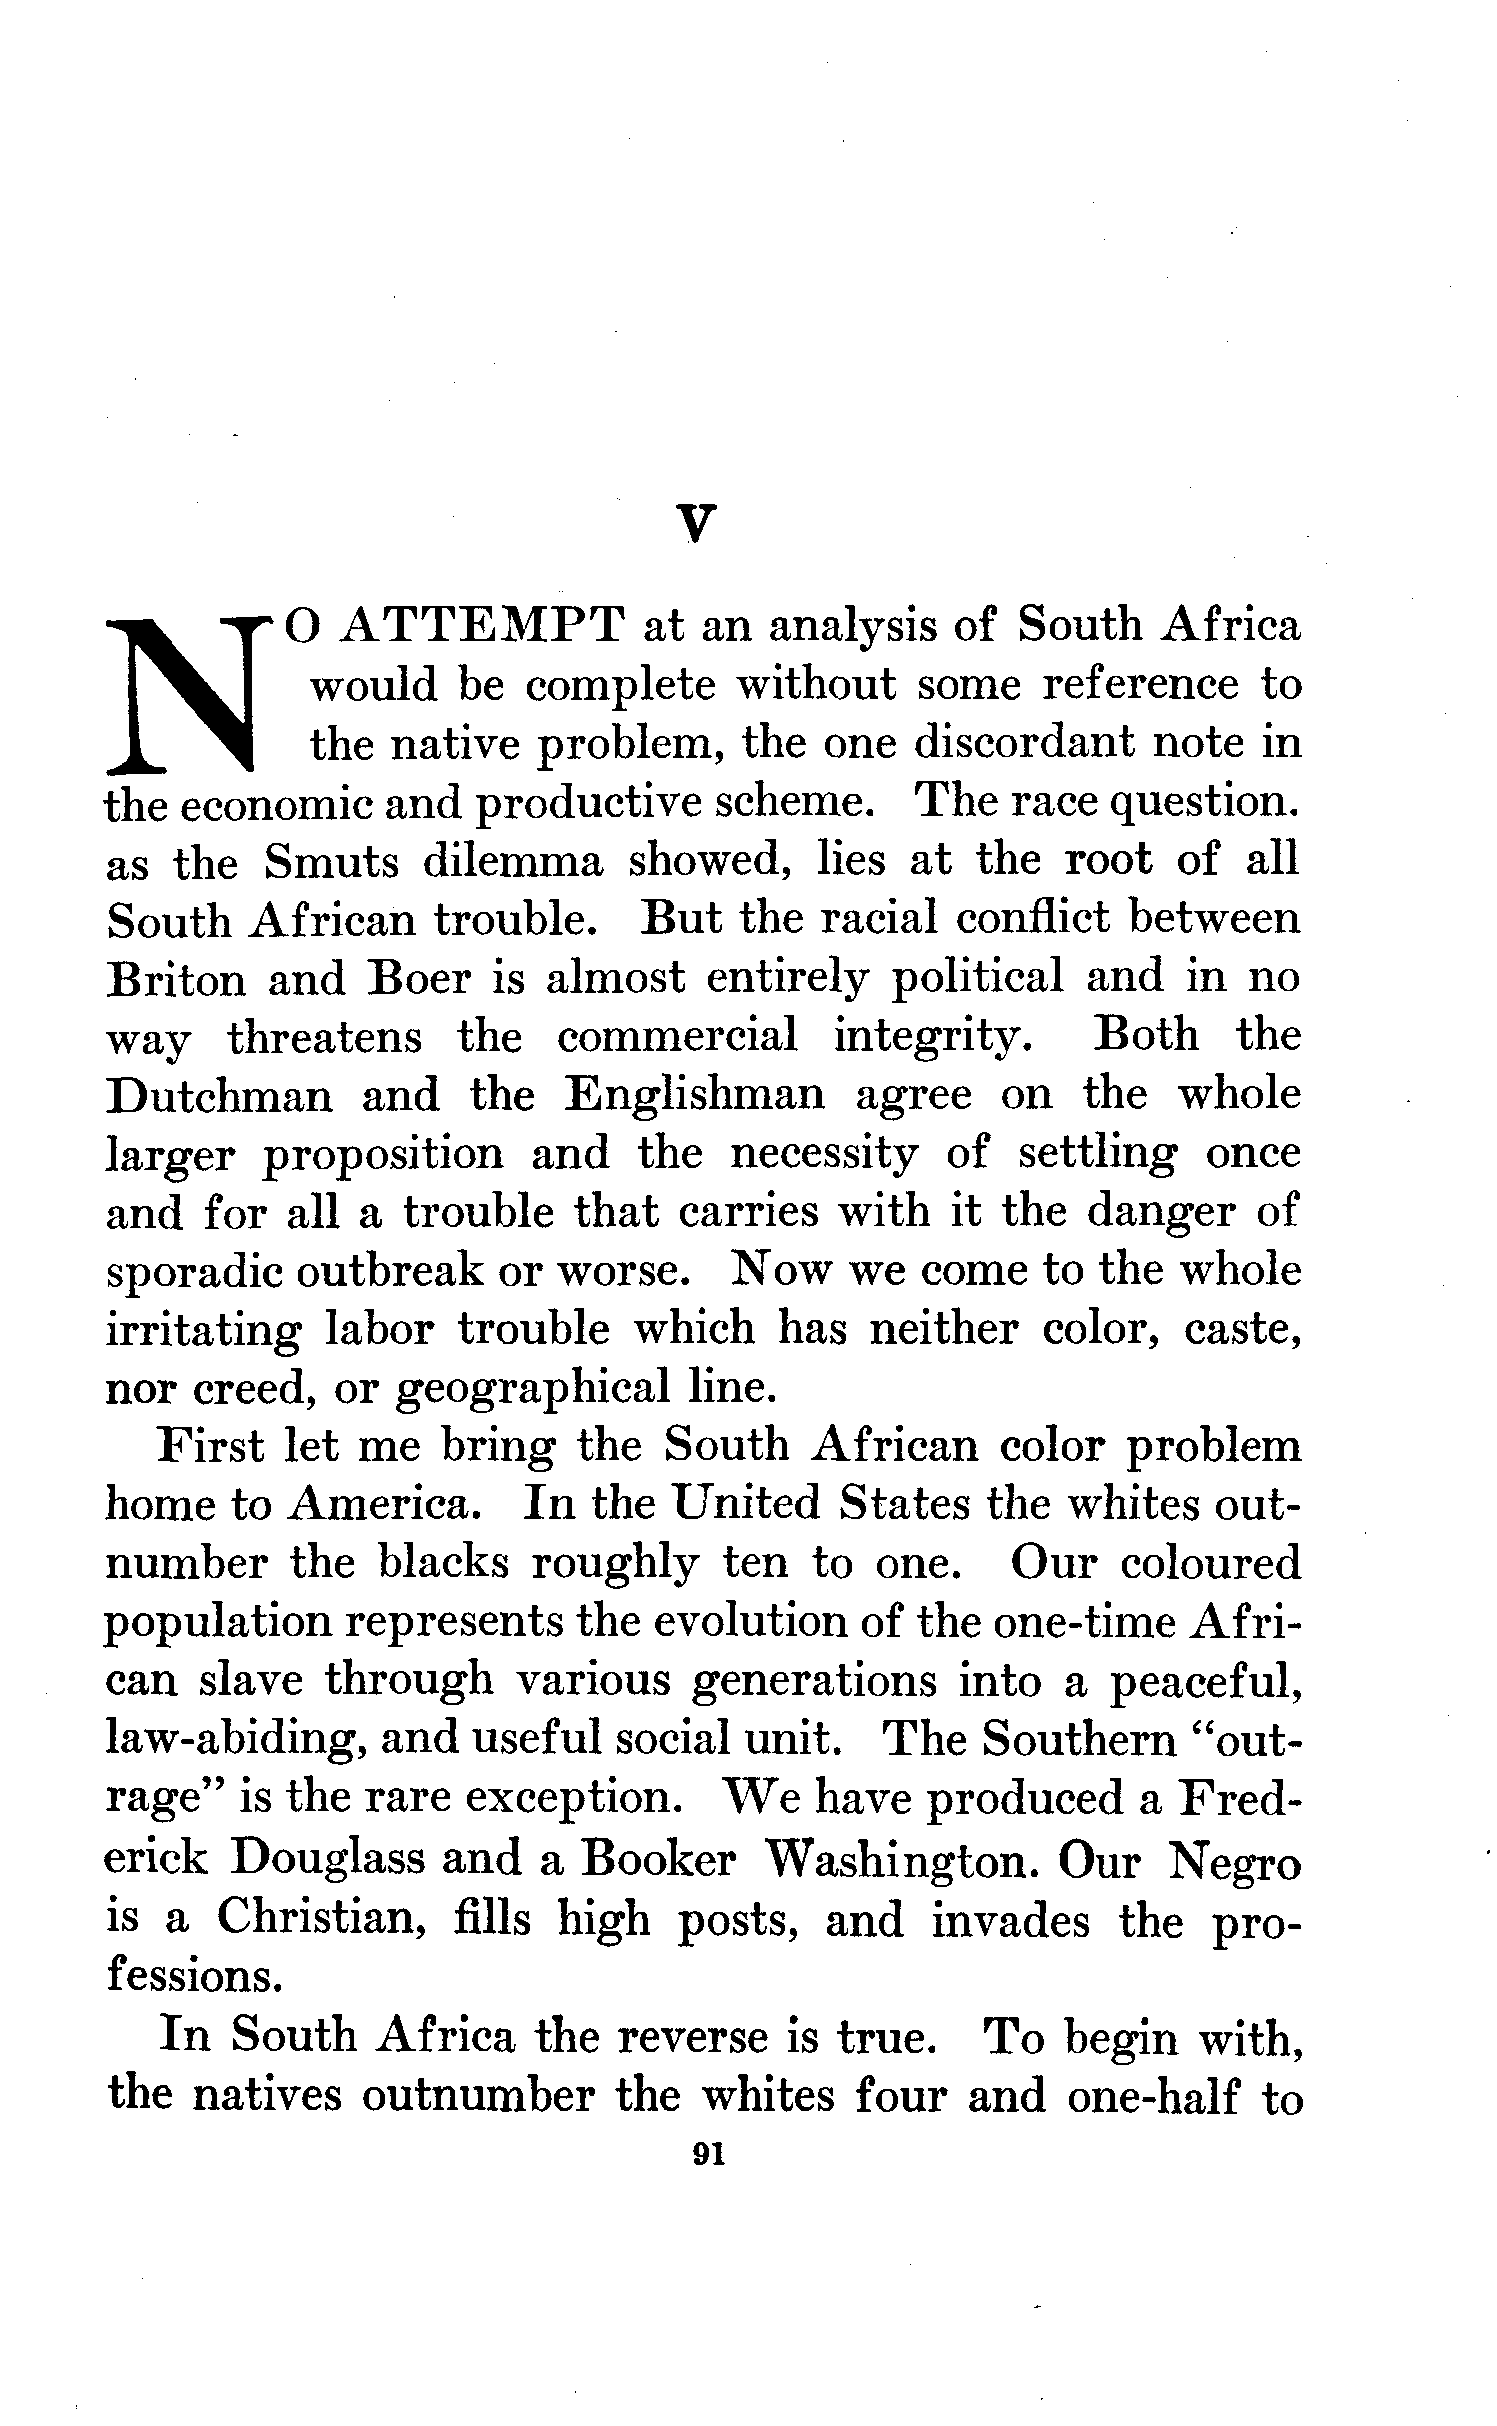 V
NO ATTEMPT at an analysis of South Africa
would be complete without some reference to
the native problem, the one discordant note in
the economic and productive scheme. The race question.
as the Smuts dilemma showed, lies at the root of all
South African trouble. But the racial conflict between
Briton and Boer is almost entirely political and in no
way threatens the commercial integrity. Both the
Dutchman and the Englishman agree on the whole
larger proposition and the necessity of settling once
and for all a trouble that carries with it the danger of
sporadic outbreak or worse. Now we come to the whole
irritating labor trouble which has neither color, caste,
nor creed, or geographical line.
First let me bring the South African color problem
home to America. In the United States the whites out-
number the blacks roughly ten to one. Our coloured
population represents the evolution of the one-time Afri-
can slave through various generations into a peaceful,
law-abiding, and useful social unit. The Southern “out-
rage” is the rare exception. We have produced a Fred-
erick Douglass and a Booker Washington. Our Negro
is a Christian, fills high posts, and invades the pro-
fessions.
In South Africa the reverse is true. To begin with,
the natives outnumber the whites four and one-half to
91